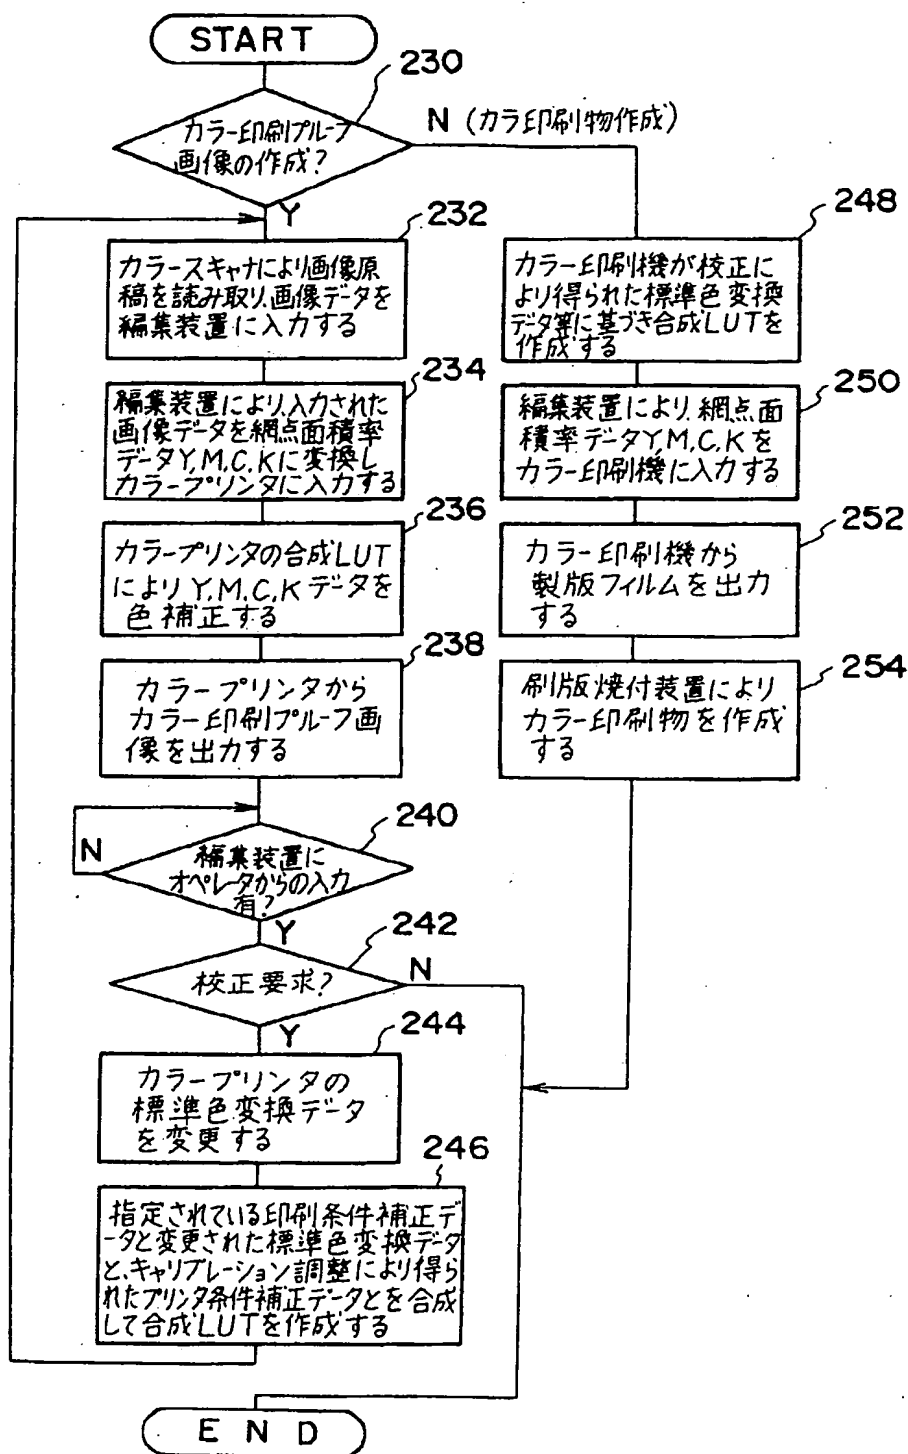 START
230
カラー印刷プルーフ
画像の作成?
N (カラ印刷物作成)
Y
232
カラースキャナにより画像原
稿を読み取り、画像データを
編集装置に入力する
234
編集装置により、入力された
画像データを網点面積率
データY,M,C,Kに変換し
カラープリンタに入力する
236
カラープリンタの合成LUT
によりY,M,C,Kデータを
色補正する
238
カラープリンタから
カラー印刷プルーフ画
像を出力する
240
編集装置に
オペレータからの入力
有?
N
Y
242
校正要求?
N
Y
244
カラープリンタの
標準色変換データ
を変更する
246
指定されている印刷条件補正デ
ータと変更された標準色変換データ
と、キャリブレーション調整により得ら
れたプリンタ条件補正データとを合成
して合成LUTを作成する
248
カラー印刷機が校正に
より得られた標準色変換
データ等に基づき合成LUTを
作成する
250
編集装置により、網点面
積率データY,M,C,Kを
カラー印刷機に入力する
252
カラー印刷機から
製版フィルムを出力
する
254
刷版焼付装置により
カラー印刷物を作成
する
END